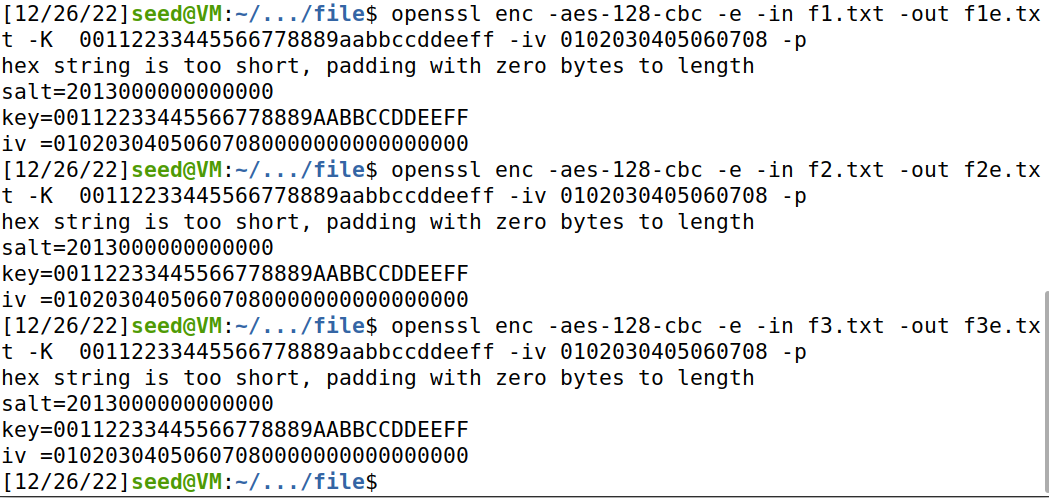 [12/26/22]seed@VM:~/.../file$ openssl enc -aes-128-cbc -e -in f1.txt -out f1e.tx
t -K  00112233445566778889aabbccddeeff -iv 0102030405060708 -p
hex string is too short, padding with zero bytes to length
salt=2013000000000000
key=00112233445566778889AABBCCDDEEFF
iv =01020304050607080000000000000000
[12/26/22]seed@VM:~/.../file$ openssl enc -aes-128-cbc -e -in f2.txt -out f2e.tx
t -K  00112233445566778889aabbccddeeff -iv 0102030405060708 -p
hex string is too short, padding with zero bytes to length
salt=2013000000000000
key=00112233445566778889AABBCCDDEEFF
iv =01020304050607080000000000000000
[12/26/22]seed@VM:~/.../file$ openssl enc -aes-128-cbc -e -in f3.txt -out f3e.tx
t -K  00112233445566778889aabbccddeeff -iv 0102030405060708 -p
hex string is too short, padding with zero bytes to length
salt=2013000000000000
key=00112233445566778889AABBCCDDEEFF
iv =01020304050607080000000000000000
[12/26/22]seed@VM:~/.../file$